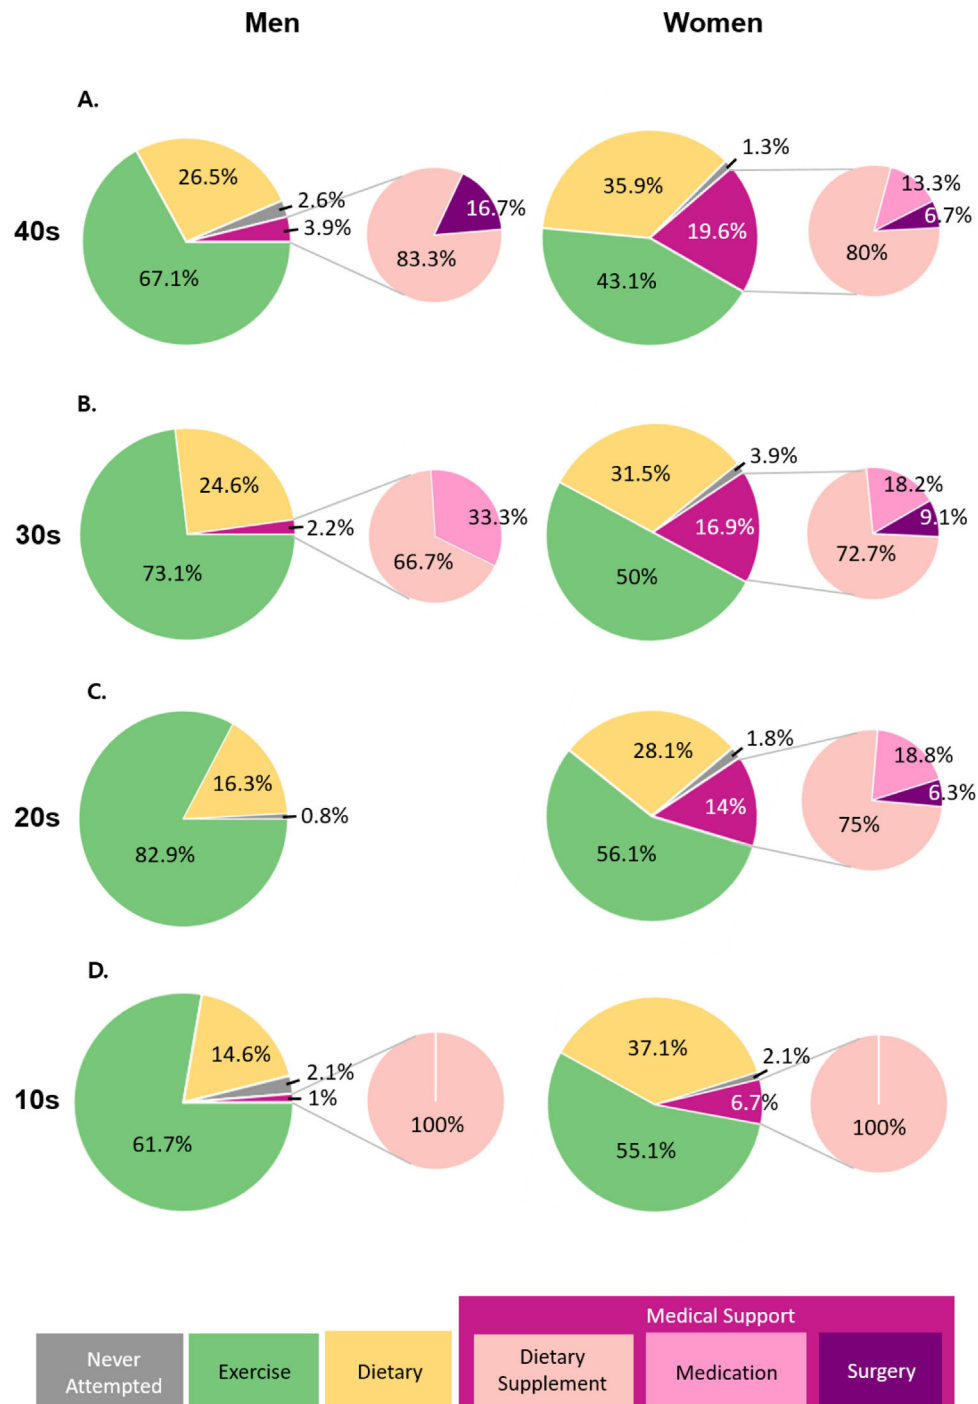 Men Women
A.
40s
26.5%
2.6%
3.9%
67.1%
16.7%
83.3%
35.9%
1.3%
19.6%
43.1%
13.3%
6.7%
80%
B.
30s
24.6%
2.2%
73.1%
33.3%
66.7%
31.5%
3.9%
16.9%
50%
18.2%
9.1%
72.7%
C.
20s
16.3%
0.8%
82.9%
28.1%
1.8%
14%
56.1%
18.8%
6.3%
75%
D.
10s
14.6%
2.1%
1%
61.7%
100%
37.1%
2.1%
6.7%
55.1%
100%
Never
Attempted
Exercise
Dietary
Medical Support
Dietary
Supplement
Medication
Surgery